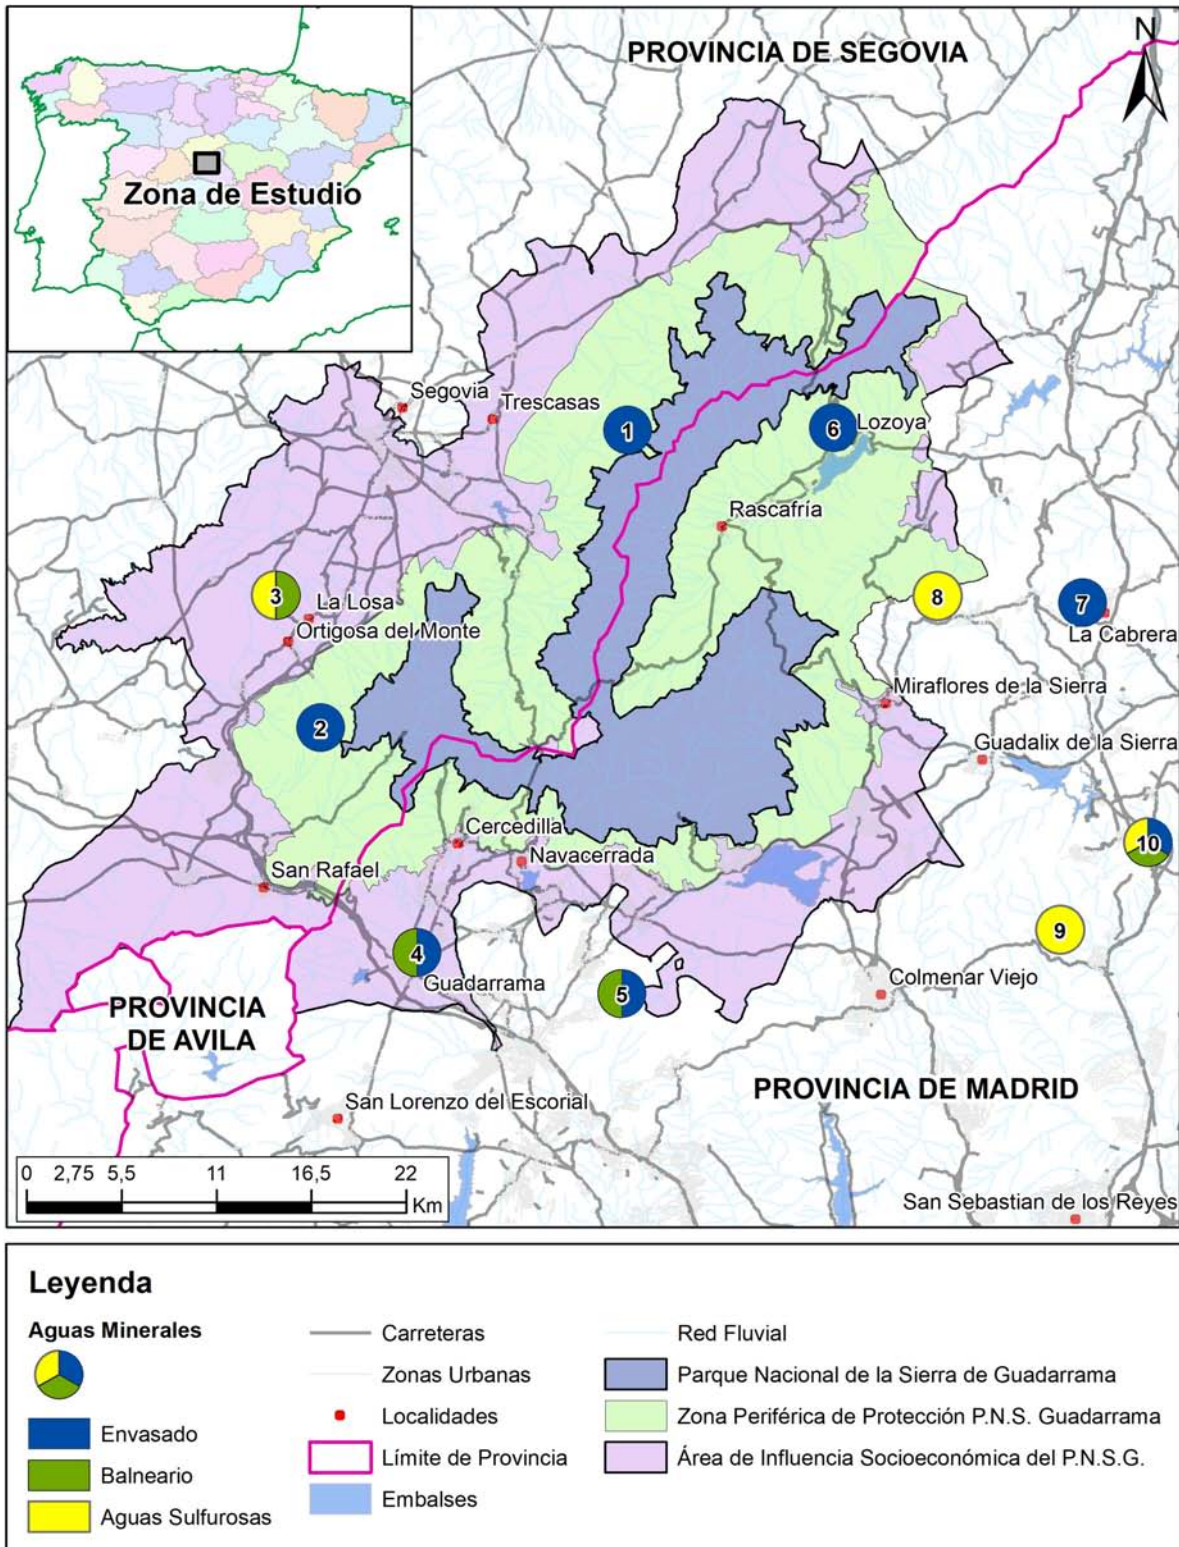 PROVINCIA DE SEGOVIA
N
Zona de Estudio
Segovia
Trescasas
1
6
Lozoya
Rascafría
3
La Losa
Ortigosa del Monte
8
7
La Cabrera
2
Miraflores de la Sierra
Guadalix de la Sierra
Cercedilla
Navacerrada
10
San Rafael
9
4
Guadarrama
5
Colmenar Viejo
PROVINCIA
DE AVILA
PROVINCIA DE MADRID
San Lorenzo del Escorial
0 2,75 5,5 11 16,5 22
Km
San Sebastian de los Reyes
Leyenda
Aguas Minerales
Envasado
Balneario
Aguas Sulfurosas
Carreteras
Zonas Urbanas
Localidades
Límite de Provincia
Embalses
Red Fluvial
Parque Nacional de la Sierra de Guadarrama
Zona Periférica de Protección P.N.S. Guadarrama
Área de Influencia Socioeconómica del P.N.S.G.